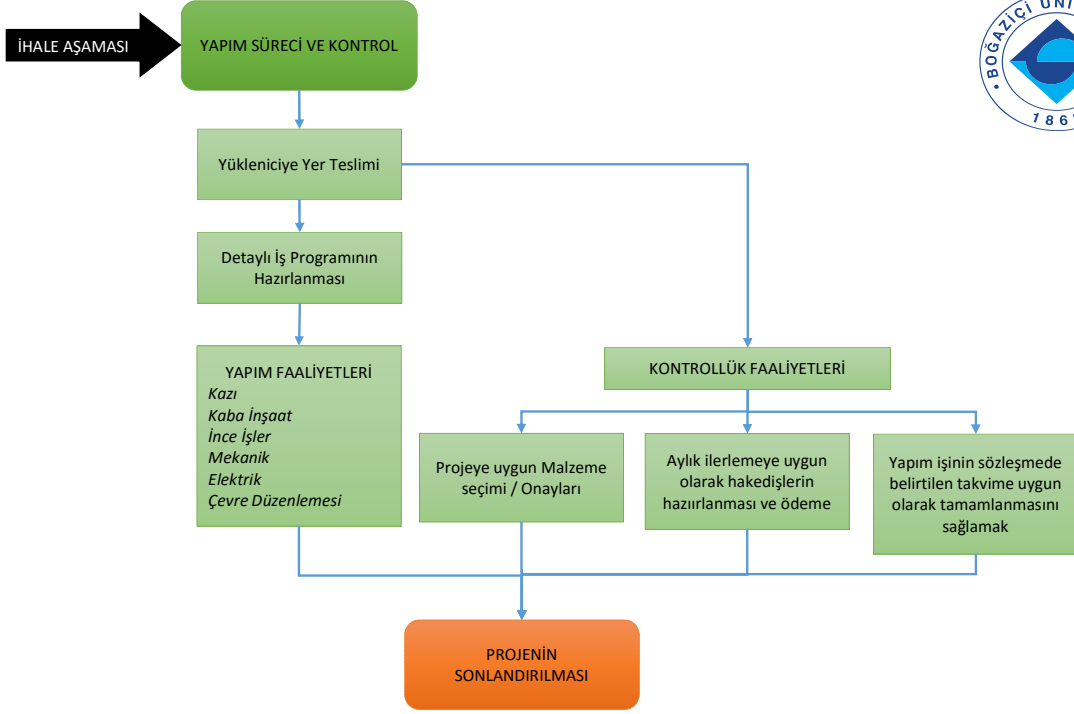 İHALE AŞAMASI
YAPIM SÜRECİ VE KONTROL
BOĞAZİÇİ
Yükleniciye Yer Teslimi
Detaylı İş Programının
Hazırlanması
YAPIM FAALİYETLERİ
Kazı
Kaba İnşaat
İnce İşler
Mekanik
Elektrik
Çevre Düzenlemesi
KONTROLLÜK FAALİYETLERİ
Projeye uygun Malzeme
seçimi / Onayları
Aylık ilerlemeye uygun
olarak hakedişlerin
hazıırlanması ve ödeme
Yapım işinin sözleşmede
belirtilen takvime uygun
olarak tamamlanmasını
sağlamak
PROJENİN
SONLANDIRILMASI